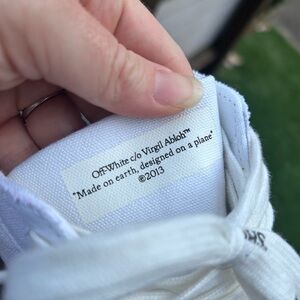 Off-White c/o Virgil Abloh™
"Made on earth, designed on a plane"
©2013